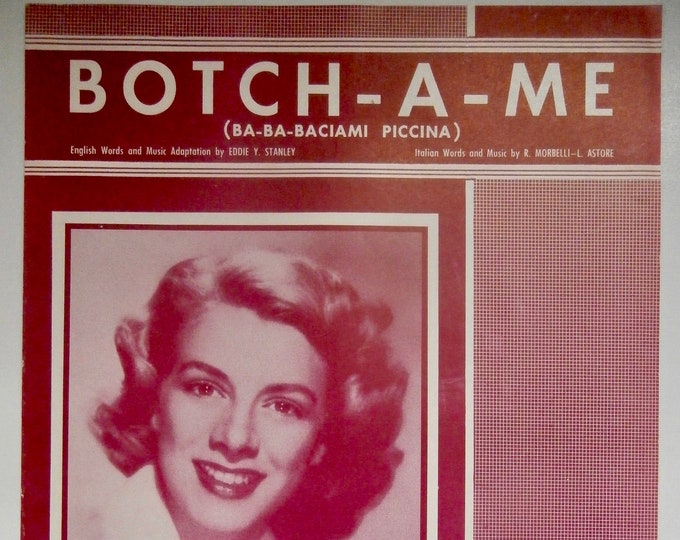 BOTCH-A-ME
(BA-BA-BACIAMI PICCINA)
English Words and Music Adaptation by EDDIE Y. STANLEY
Italian Words and Music by R. MORBELLI-L. ASTORE